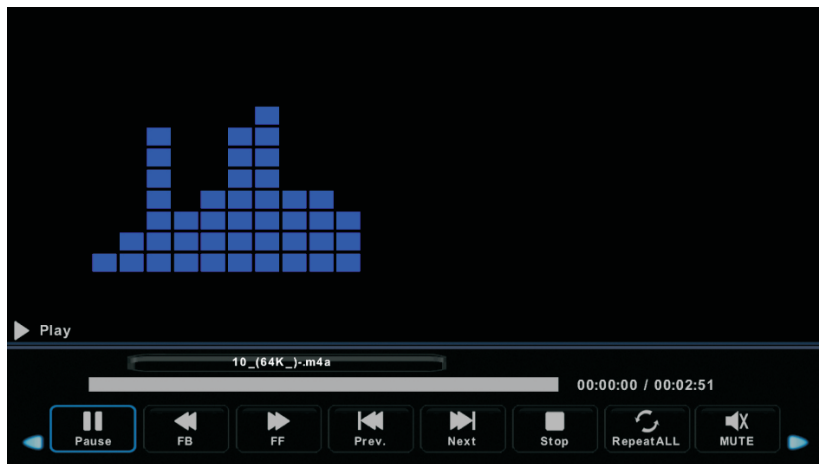 Play
10_(64K_)-.m4a
00:00:00 / 00:02:51
Pause FB FF Prev. Next Stop RepeatALL MUTE